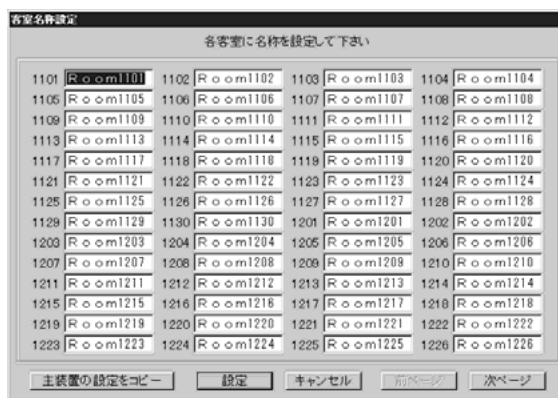 客室名称設定
各客室に名称を設定して下さい
1101 Room1101 1102 Room1102 1103 Room1103 1104 Room1104
1105 Room1105 1106 Room1106 1107 Room1107 1108 Room1108
1109 Room1109 1110 Room1110 1111 Room1111 1112 Room1112
1113 Room1113 1114 Room1114 1115 Room1115 1116 Room1116
1117 Room1117 1118 Room1118 1119 Room1119 1120 Room1120
1121 Room1121 1122 Room1122 1123 Room1123 1124 Room1124
1125 Room1125 1126 Room1126 1127 Room1127 1128 Room1128
1129 Room1129 1130 Room1130 1201 Room1201 1202 Room1202
1203 Room1203 1204 Room1204 1205 Room1205 1206 Room1206
1207 Room1207 1208 Room1208 1209 Room1209 1210 Room1210
1211 Room1211 1212 Room1212 1213 Room1213 1214 Room1214
1215 Room1215 1216 Room1216 1217 Room1217 1218 Room1218
1219 Room1219 1220 Room1220 1221 Room1221 1222 Room1222
1223 Room1223 1224 Room1224 1225 Room1225 1226 Room1226
主装置の設定をコピー 設定 キャンセル 前ページ 次ページ